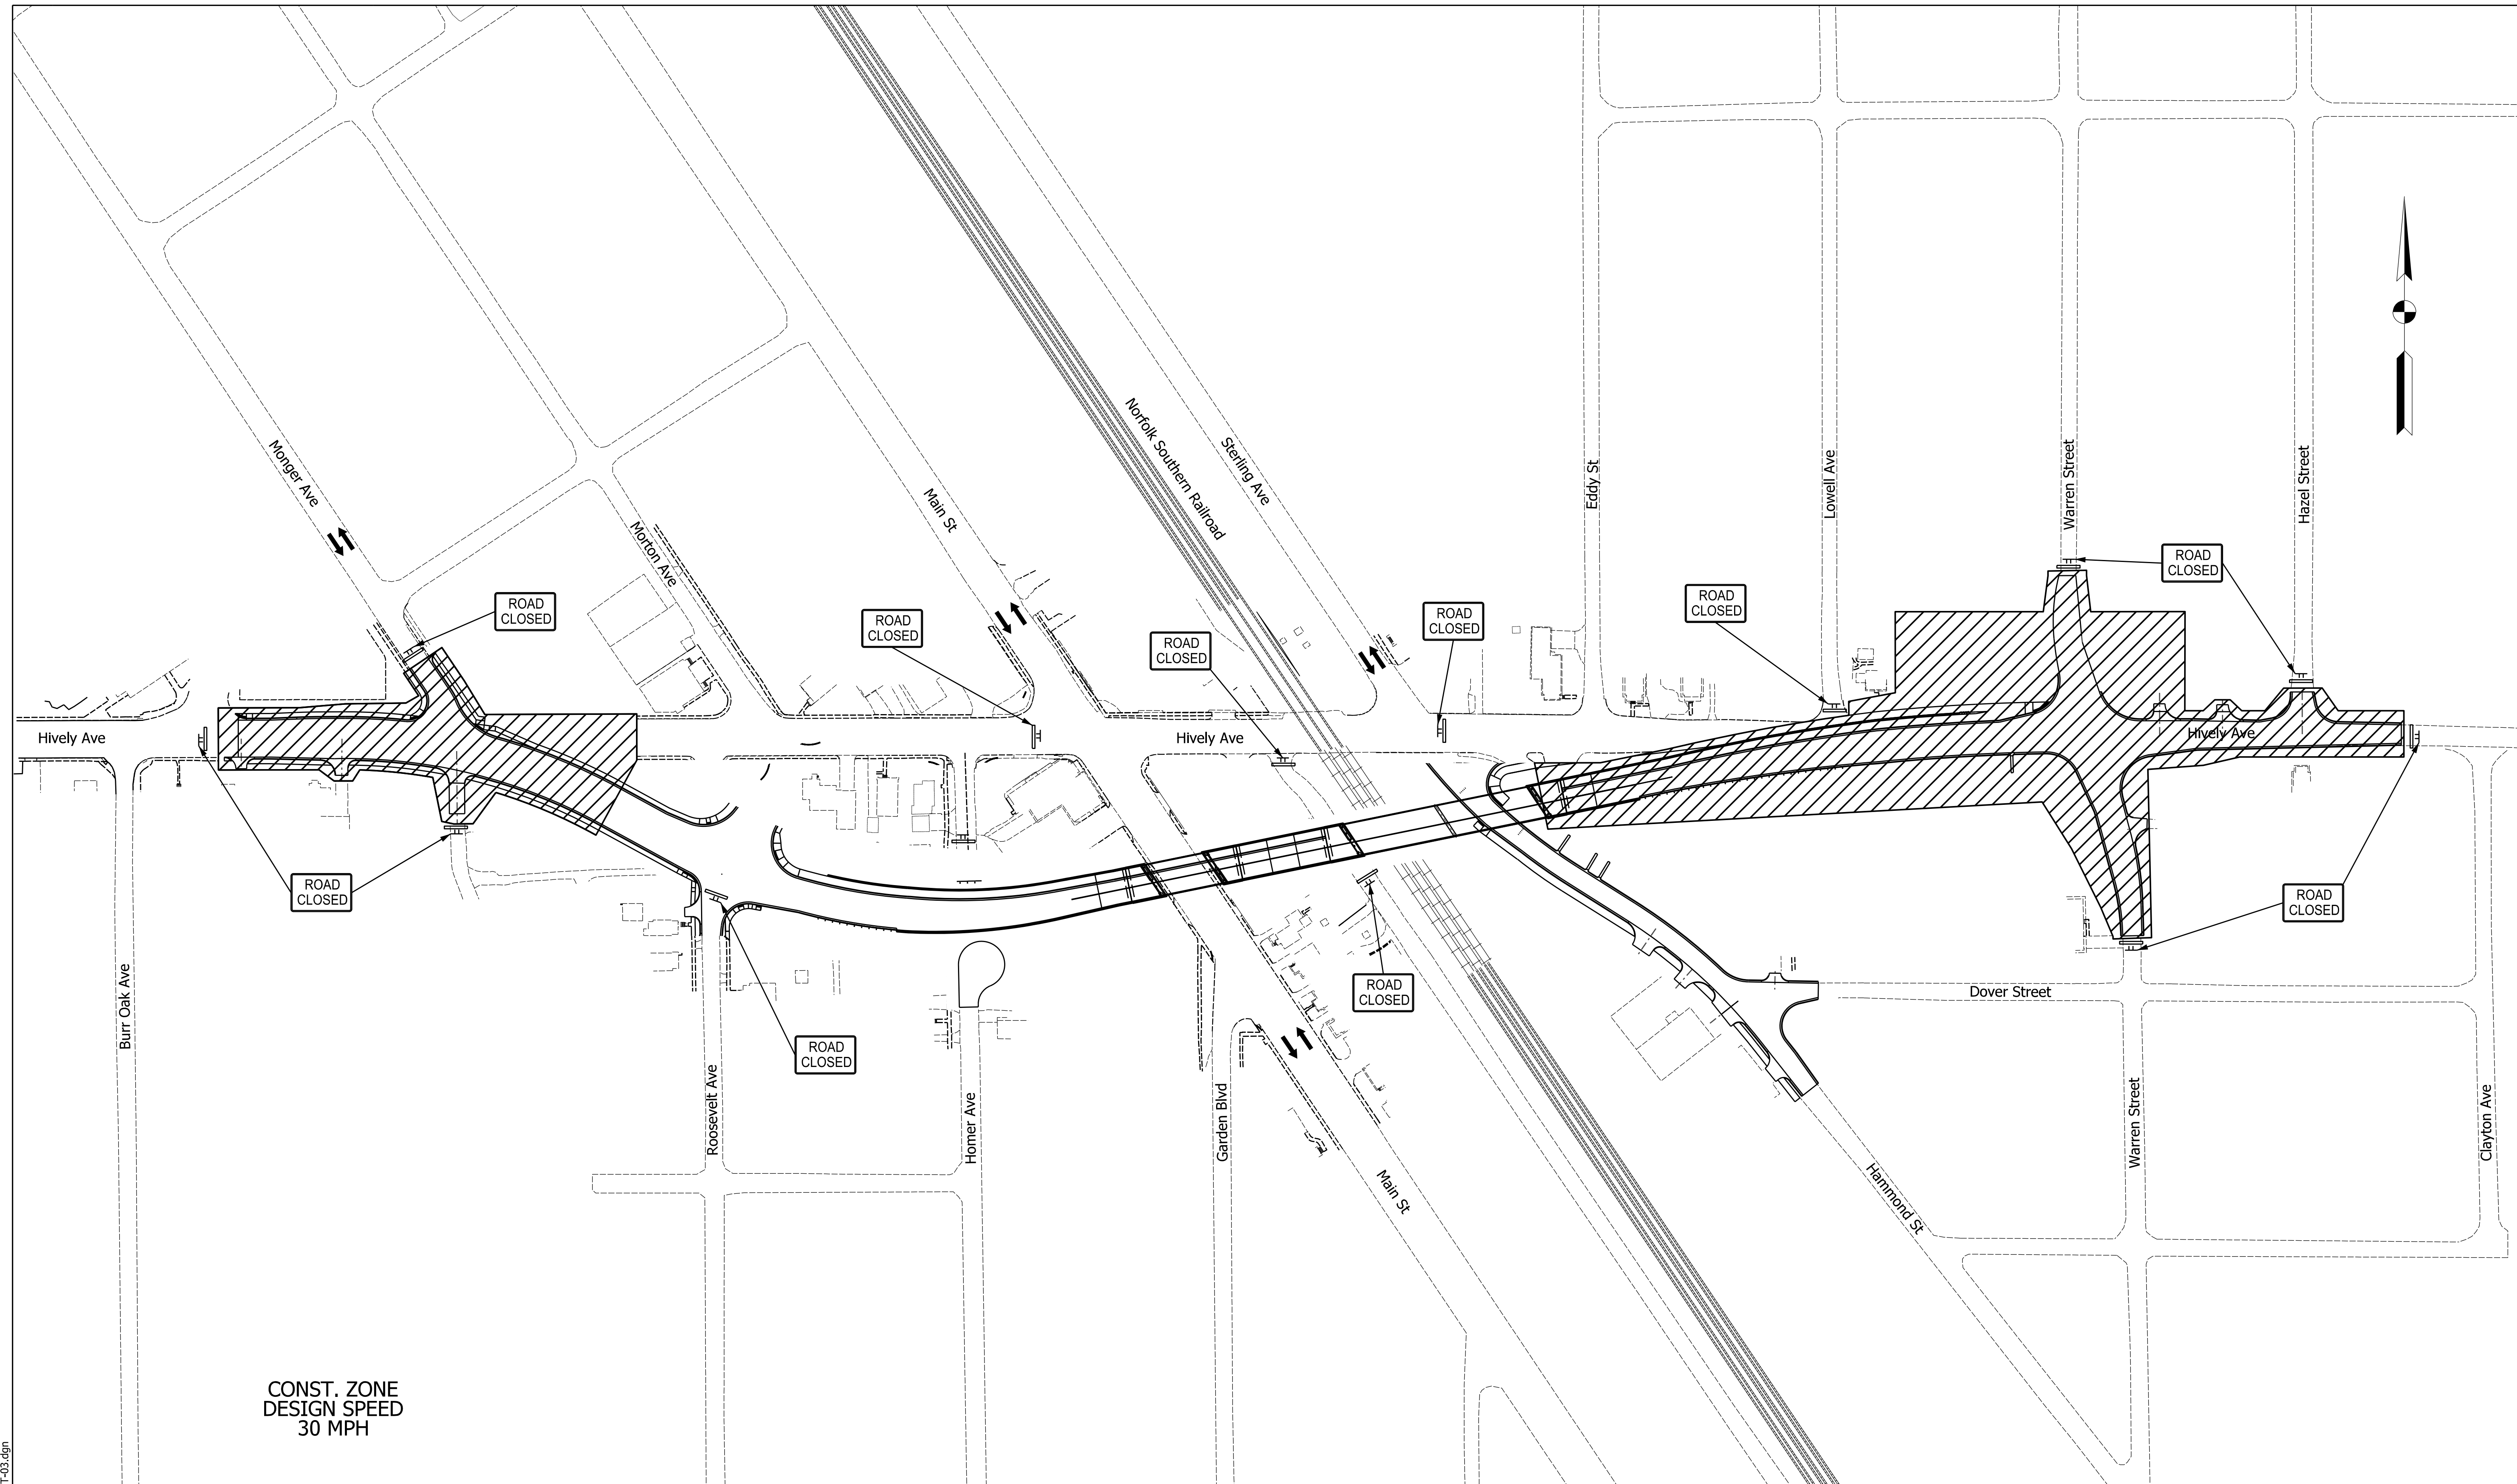 Monger Ave
Morton Ave
Main St
Norfolk Southern Railroad
Sterling Ave
Eddy St
Lowell Ave
Warren Street
Hazel Street
ROAD
CLOSED
ROAD
CLOSED
ROAD
CLOSED
ROAD
CLOSED
ROAD
CLOSED
ROAD
CLOSED
Hively Ave
Hively Ave
Hively Ave
ROAD
CLOSED
ROAD
CLOSED
ROAD
CLOSED
ROAD
CLOSED
Burr Oak Ave
Roosevelt Ave
Homer Ave
Garden Blvd
Main St
Dover Street
Hammond St
Warren Street
Clayton Ave
CONST. ZONE
DESIGN SPEED
30 MPH
T-03.dgn